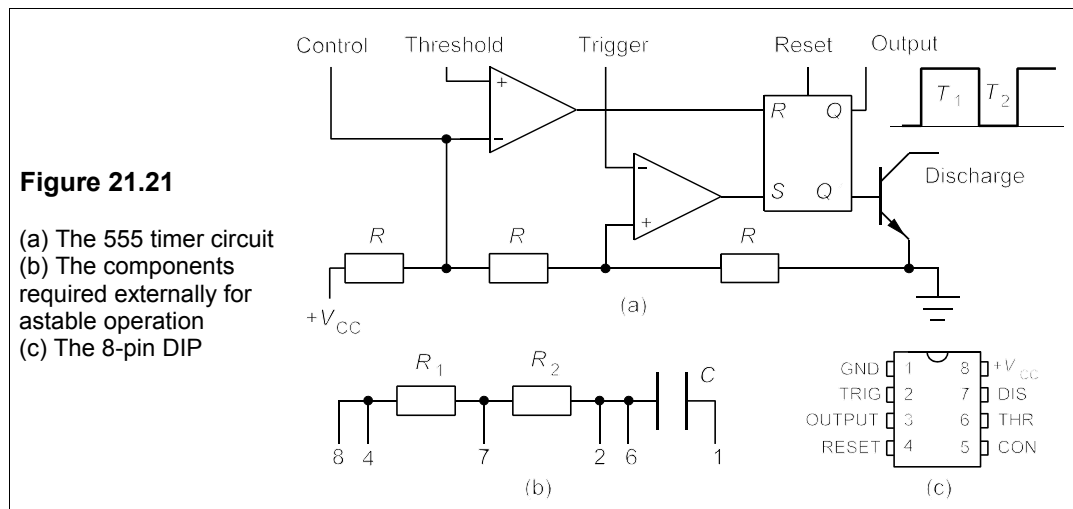 Control Threshold Trigger Reset Output
T1 T2
+
−
R Q
Figure 21.21
−
+
S Q
Discharge
(a) The 555 timer circuit
(b) The components
required externally for
astable operation
(c) The 8-pin DIP
R R R
+VCC
(a)
R1 R2 C
8 4 7 2 6 1
(b)
GND 1 8 +VCC
TRIG 2 7 DIS
OUTPUT 3 6 THR
RESET 4 5 CON
(c)